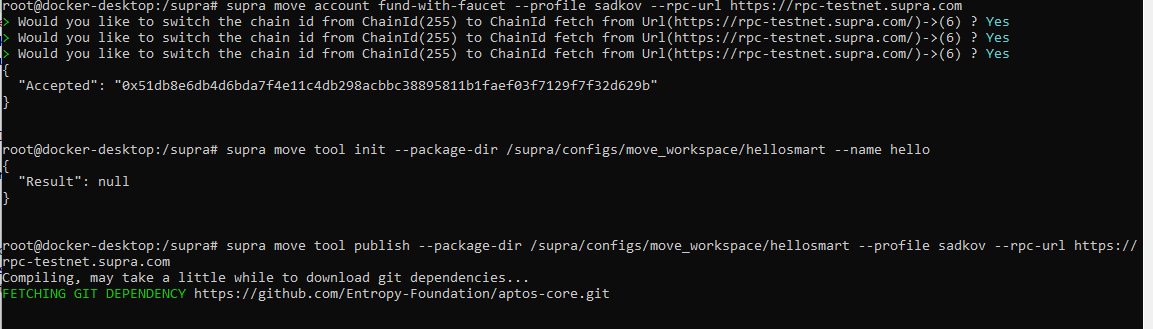 root@docker-desktop:/supra# supra move account fund-with-faucet --profile sadkov --rpc-url https://rpc-testnet.supra.com
> Would you like to switch the chain id from ChainId(255) to ChainId fetch from Url(https://rpc-testnet.supra.com/)->(6) ? Yes
> Would you like to switch the chain id from ChainId(255) to ChainId fetch from Url(https://rpc-testnet.supra.com/)->(6) ? Yes
> Would you like to switch the chain id from ChainId(255) to ChainId fetch from Url(https://rpc-testnet.supra.com/)->(6) ? Yes
{
  "Accepted": "0x51db8e6db4d6bda7f4e11c4db298acbbc38895811b1faef03f7129f7f32d629b"
}
root@docker-desktop:/supra# supra move tool init --package-dir /supra/configs/move_workspace/hellosmart --name hello
{
  "Result": null
}
root@docker-desktop:/supra# supra move tool publish --package-dir /supra/configs/move_workspace/hellosmart --profile sadkov --rpc-url https://
rpc-testnet.supra.com
Compiling, may take a little while to download git dependencies...
FETCHING GIT DEPENDENCY https://github.com/Entropy-Foundation/aptos-core.git